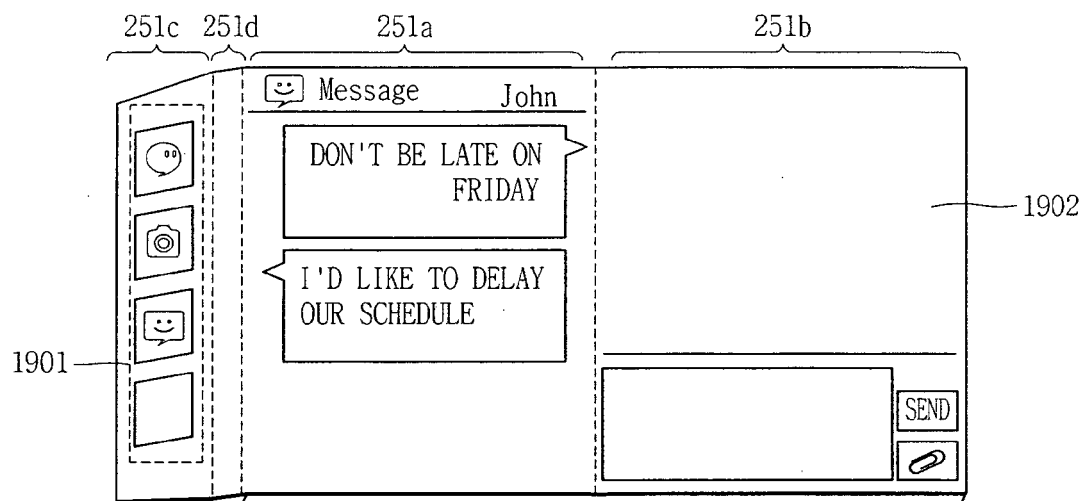 251c 251d 251a 251b
Message John
DON'T BE LATE ON
FRIDAY
1902
I'D LIKE TO DELAY
OUR SCHEDULE
1901
SEND